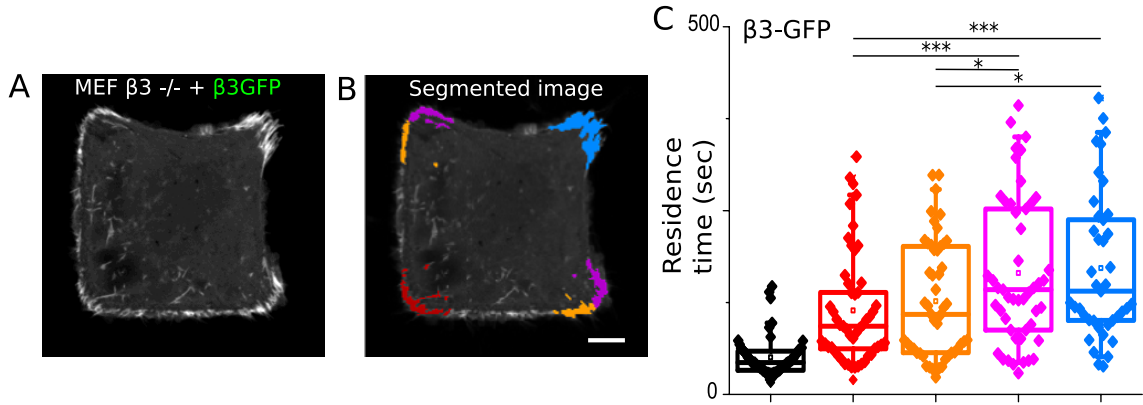 A
MEF β3 -/- + β3GFP
B
Segmented image
C
500
β3-GFP
***
***
*
*
Residence
time (sec)
0